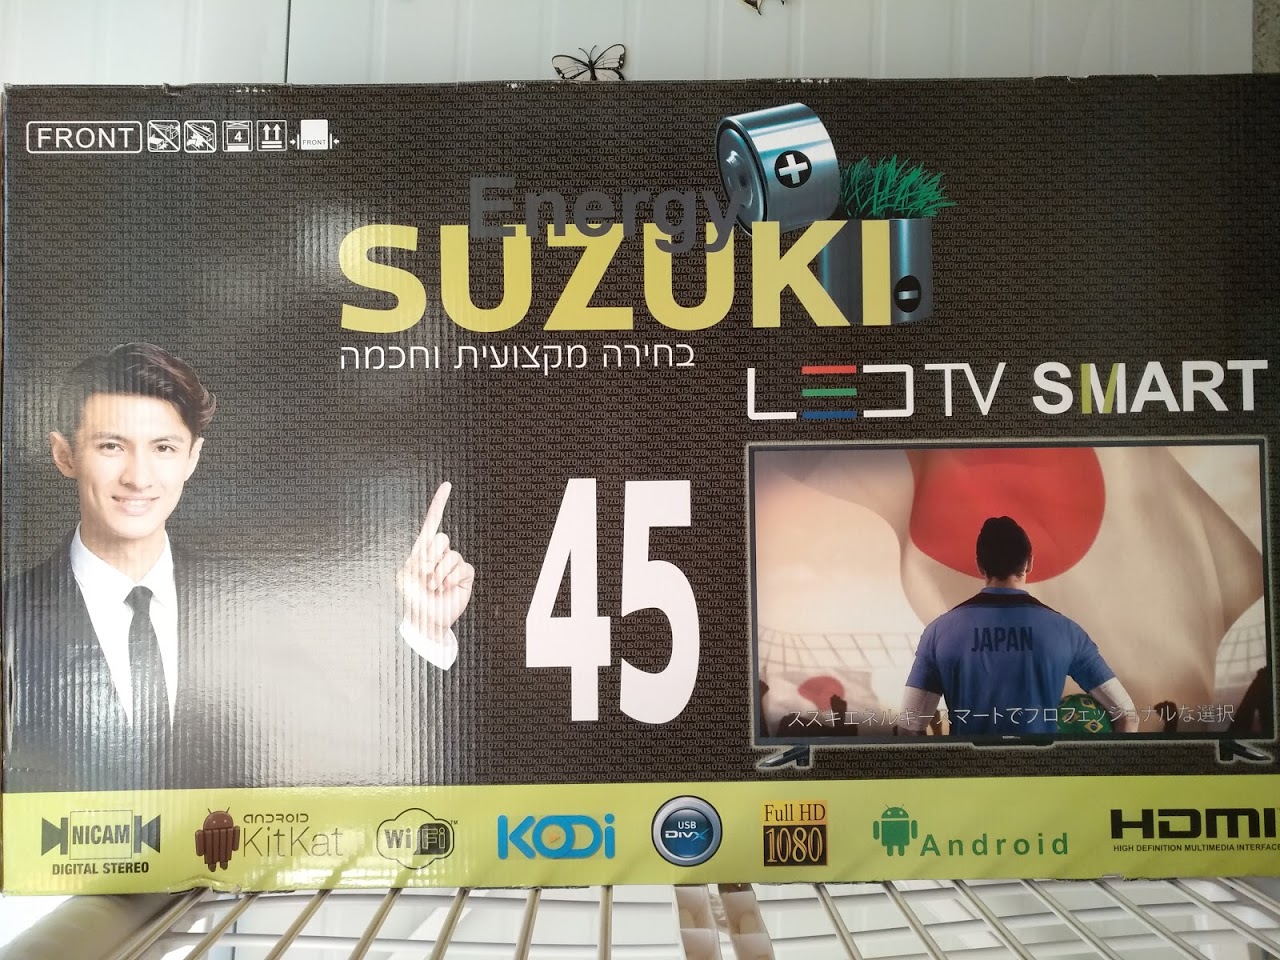 FRONT
4
FRONT
Energy
SUZUKI
בחירה מקצועית וחכמה
LED TV SMART
45
JAPAN
スズキエネルギースマートでプロフェッショナルな選択
NICAM
DIGITAL STEREO
ANDROID
KitKat
WiFi™
KODi
USB
DIVX
Full HD
1080
Android
HDMI
HIGH DEFINITION MULTIMEDIA INTERFACE